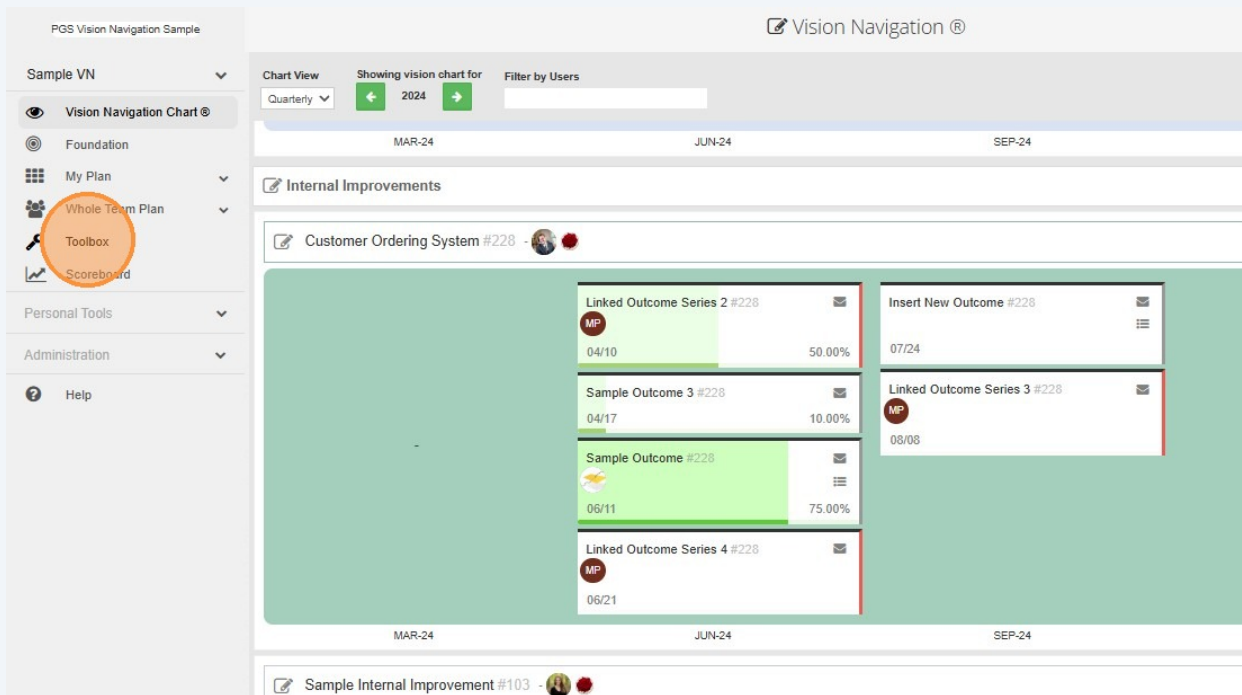 PGS Vision Navigation Sample
Vision Navigation ®
Sample VN
Vision Navigation Chart ®
Foundation
My Plan
Whole Team Plan
Toolbox
Scoreboard
Personal Tools
Administration
Help
Chart View
Showing vision chart for
Filter by Users
Quarterly
2024
MAR-24 JUN-24 SEP-24
Internal Improvements
Customer Ordering System #228 -
Linked Outcome Series 2 #228
MP
04/10 50.00%
Sample Outcome 3 #228
04/17 10.00%
Sample Outcome #228
06/11 75.00%
Linked Outcome Series 4 #228
MP
06/21
Insert New Outcome #228
07/24
Linked Outcome Series 3 #228
MP
08/08
-
MAR-24 JUN-24 SEP-24
Sample Internal Improvement #103 -